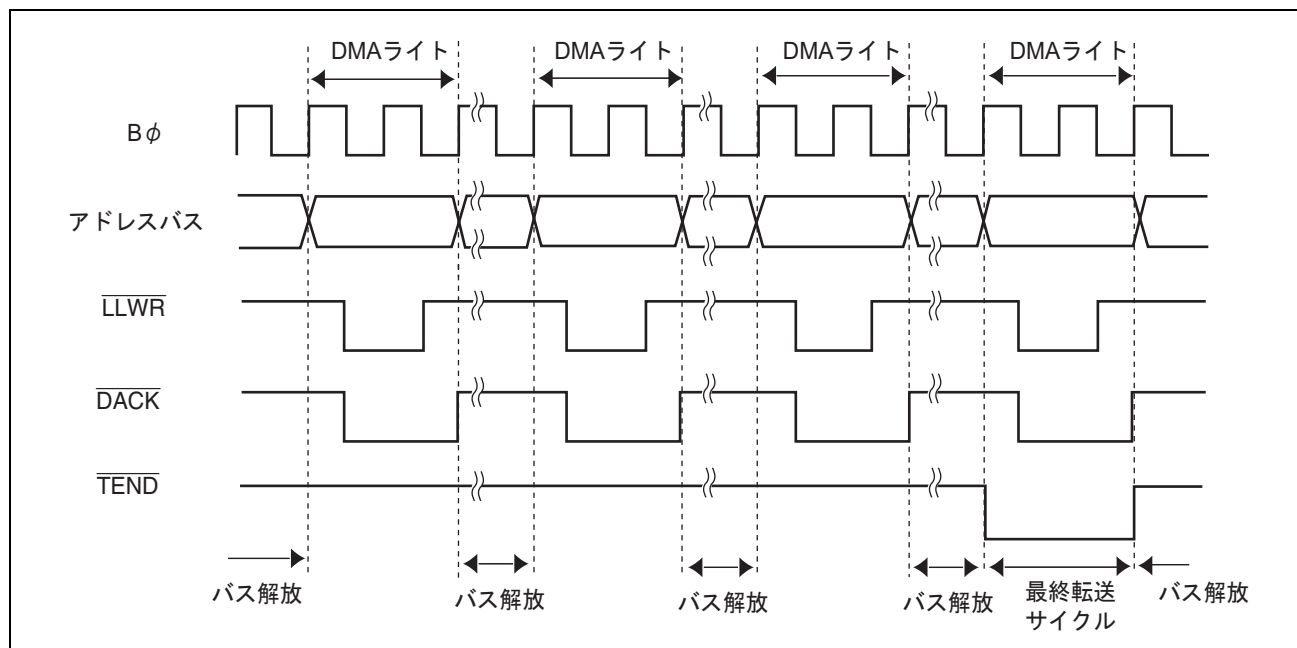 DMAライト DMAライト DMAライト DMAライト
Bφ
アドレスバス
LLWR
DACK
TEND
バス解放 バス解放 バス解放 バス解放 最終転送 バス解放
サイクル